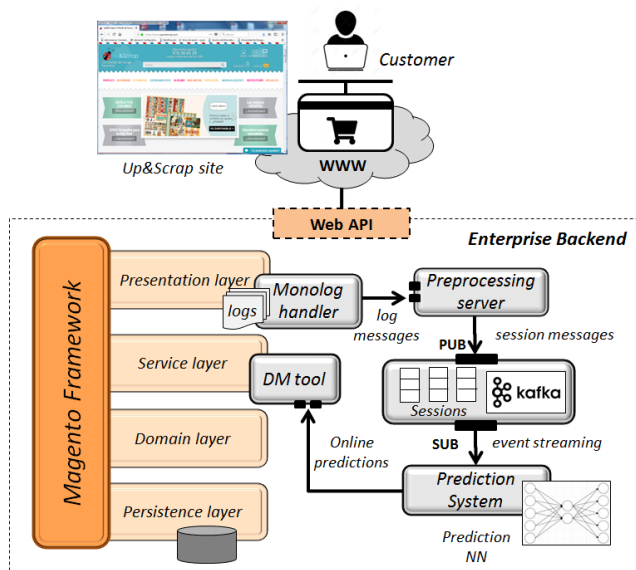 Customer
Up&Scrap site
WWW
Web API
Enterprise Backend
Magento Framework
Presentation layer
logs
Monolog
handler
log
messages
Preprocessing
server
PUB
session messages
Service layer
DM tool
Sessions
kafka
Domain layer
Online
predictions
SUB
event streaming
Prediction
System
Persistence layer
Prediction
NN